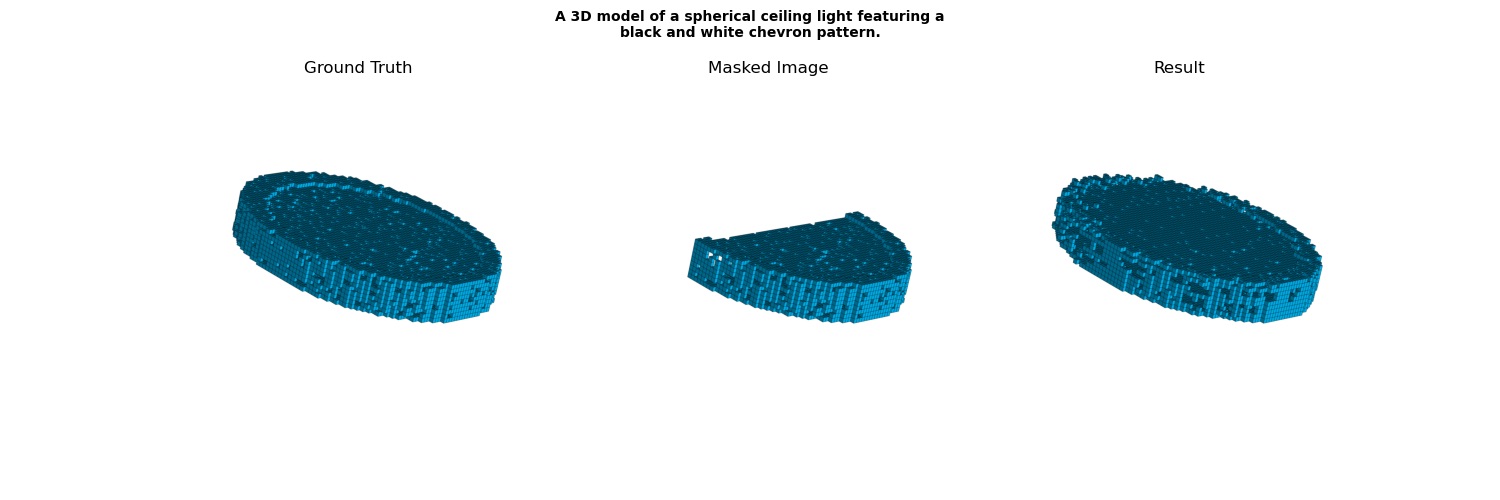 A 3D model of a spherical ceiling light featuring a
black and white chevron pattern.
Ground Truth
Masked Image
Result